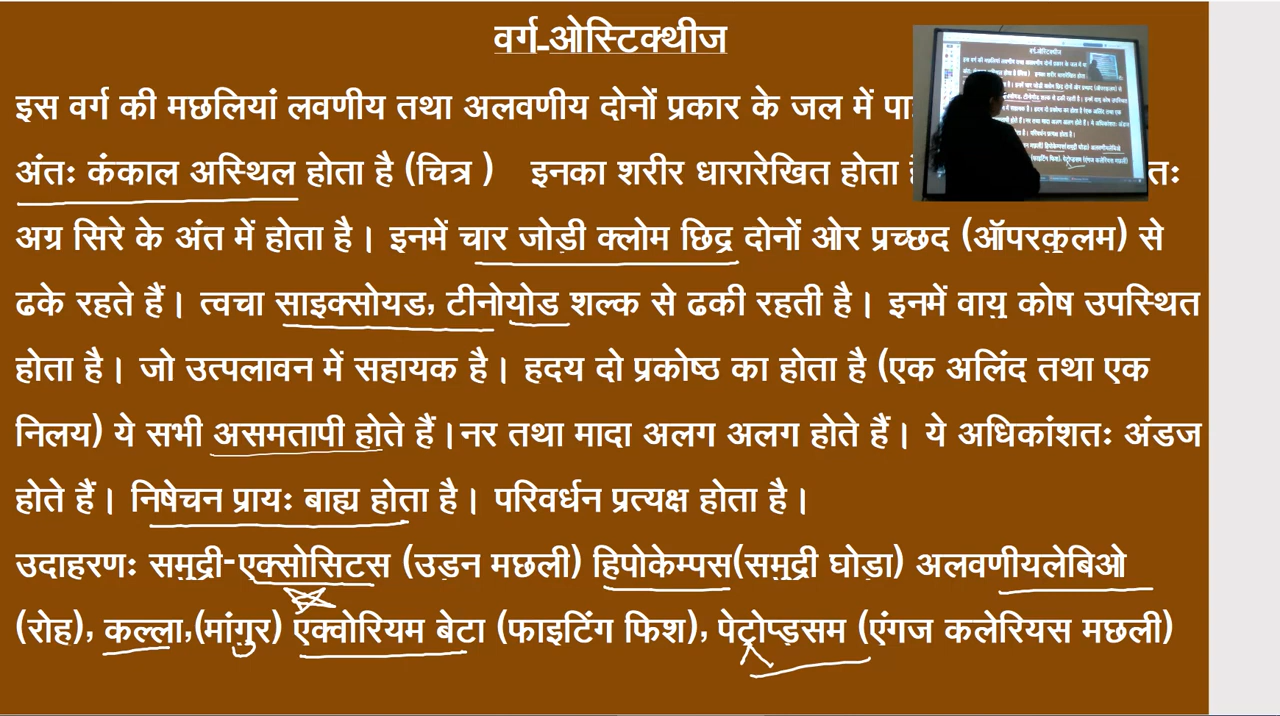 वर्ग-ओस्टिक्थीज
इस वर्ग की मछलियां लवणीय तथा अलवणीय दोनों प्रकार के जल में
अंतः कंकाल अस्थिल होता है (चित्र ) इनका शरीर धारारेखित होता
अग्र सिरे के अंत में होता है। इनमें चार जोडी क्लोम छिद्र दोनों ओर प्रच्छद (ऑपरकुलम) से
ढके रहते हैं। त्वचा साइक्सोयड, टीनोयोड शल्क से ढकी रहती है। इनमें वायु कोष उपस्थित
होता है। जो उत्पलावन में सहायक है। हदय दो प्रकोष्ठ का होता है (एक अलिंद तथा एक
निलय) ये सभी असमतापी होते हैं।नर तथा मादा अलग अलग होते हैं। ये अधिकांशतः अंडज
होते हैं। निषेचन प्रायः बाह्य होता है। परिवर्धन प्रत्यक्ष होता है।
उदाहरणः समुद्री-एक्सोसिटस (उड़न मछली) हिपोकेम्पस(समुद्री घोड़ा) अलवणीयलेबिओ
(रोह), कल्ला,(मांगुर) एक्वोरियम बेटा (फाइटिंग फिश), पेट्रोप्ड्सम (एंगज कलेरियस मछली)